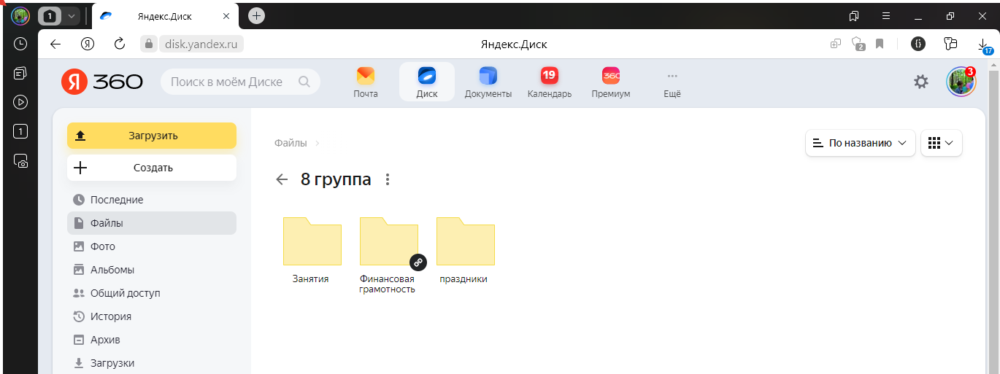 1
Яндекс.Диск
Я
disk.yandex.ru
Яндекс.Диск
2
17
Я 360
Поиск в моём Диске
Почта
Диск
Документы
19
Календарь
360
Премиум
Ещё
3
1
Загрузить
Создать
Последние
Файлы
Фото
Альбомы
Общий доступ
История
Архив
Загрузки
Файлы
По названию
8 группа
Занятия
Финансовая
грамотность
праздники